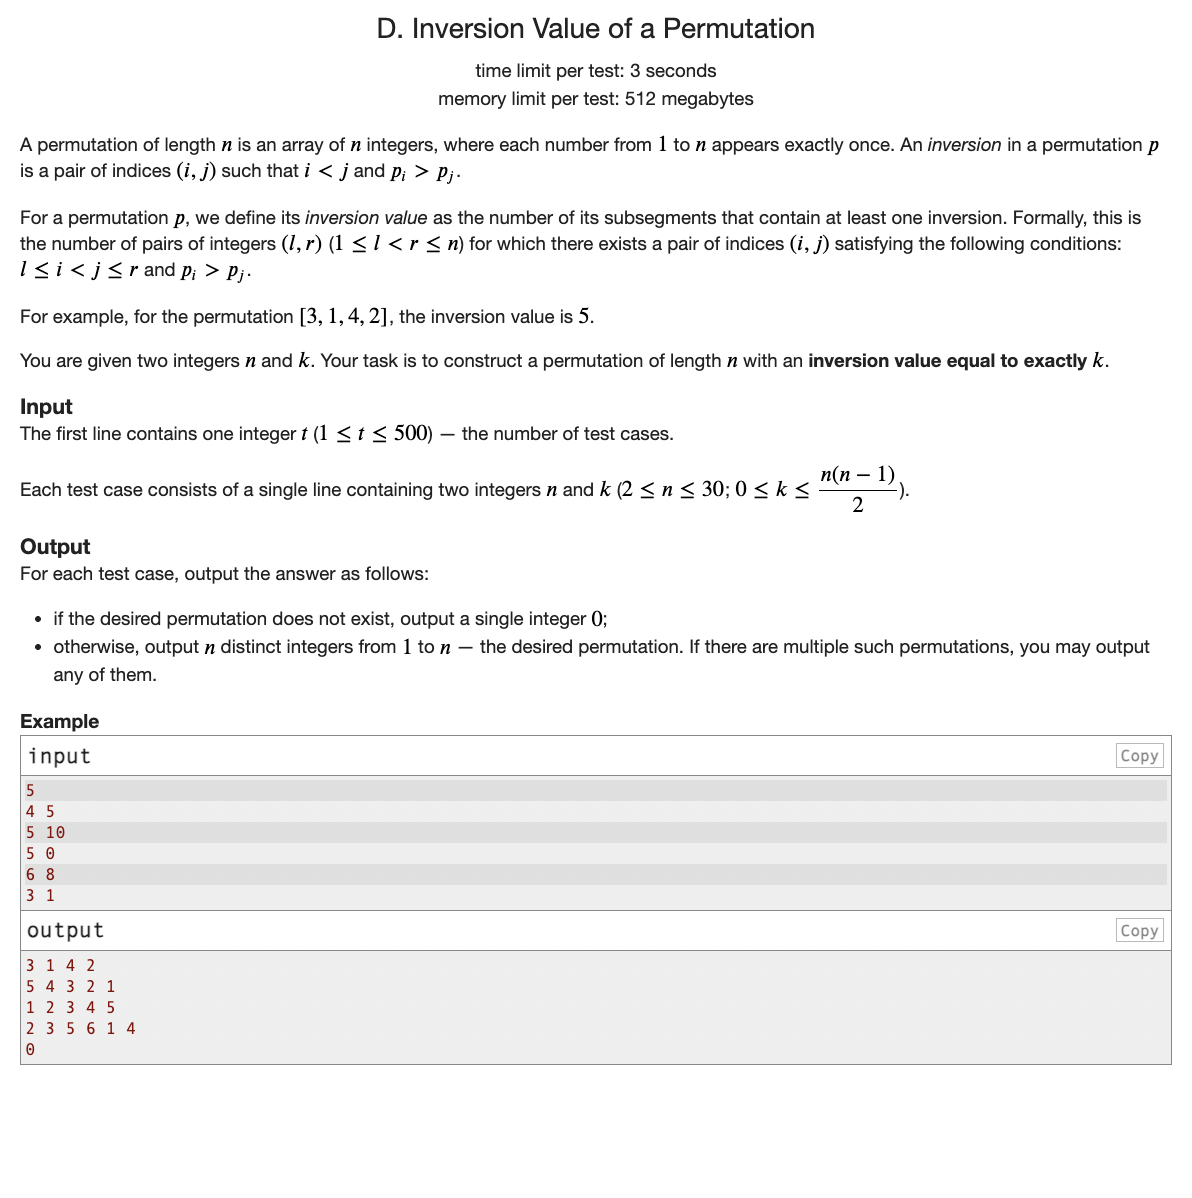 D. Inversion Value of a Permutation
time limit per test: 3 seconds
memory limit per test: 512 megabytes
A permutation of length n is an array of n integers, where each number from 1 to n appears exactly once. An inversion in a permutation p
is a pair of indices (i, j) such that i < j and p_i > p_j.
For a permutation p, we define its inversion value as the number of its subsegments that contain at least one inversion. Formally, this is
the number of pairs of integers (l, r) (1 ≤ l < r ≤ n) for which there exists a pair of indices (i, j) satisfying the following conditions:
l ≤ i < j ≤ r and p_i > p_j.
For example, for the permutation [3, 1, 4, 2], the inversion value is 5.
You are given two integers n and k. Your task is to construct a permutation of length n with an inversion value equal to exactly k.
Input
The first line contains one integer t (1 ≤ t ≤ 500) — the number of test cases.
Each test case consists of a single line containing two integers n and k (2 ≤ n ≤ 30; 0 ≤ k ≤ n(n − 1)/2).
Output
For each test case, output the answer as follows:
• if the desired permutation does not exist, output a single integer 0;
• otherwise, output n distinct integers from 1 to n — the desired permutation. If there are multiple such permutations, you may output
any of them.
Example
input
Copy
5
4 5
5 10
5 0
6 8
3 1
output
Copy
3 1 4 2
5 4 3 2 1
1 2 3 4 5
2 3 5 6 1 4
0